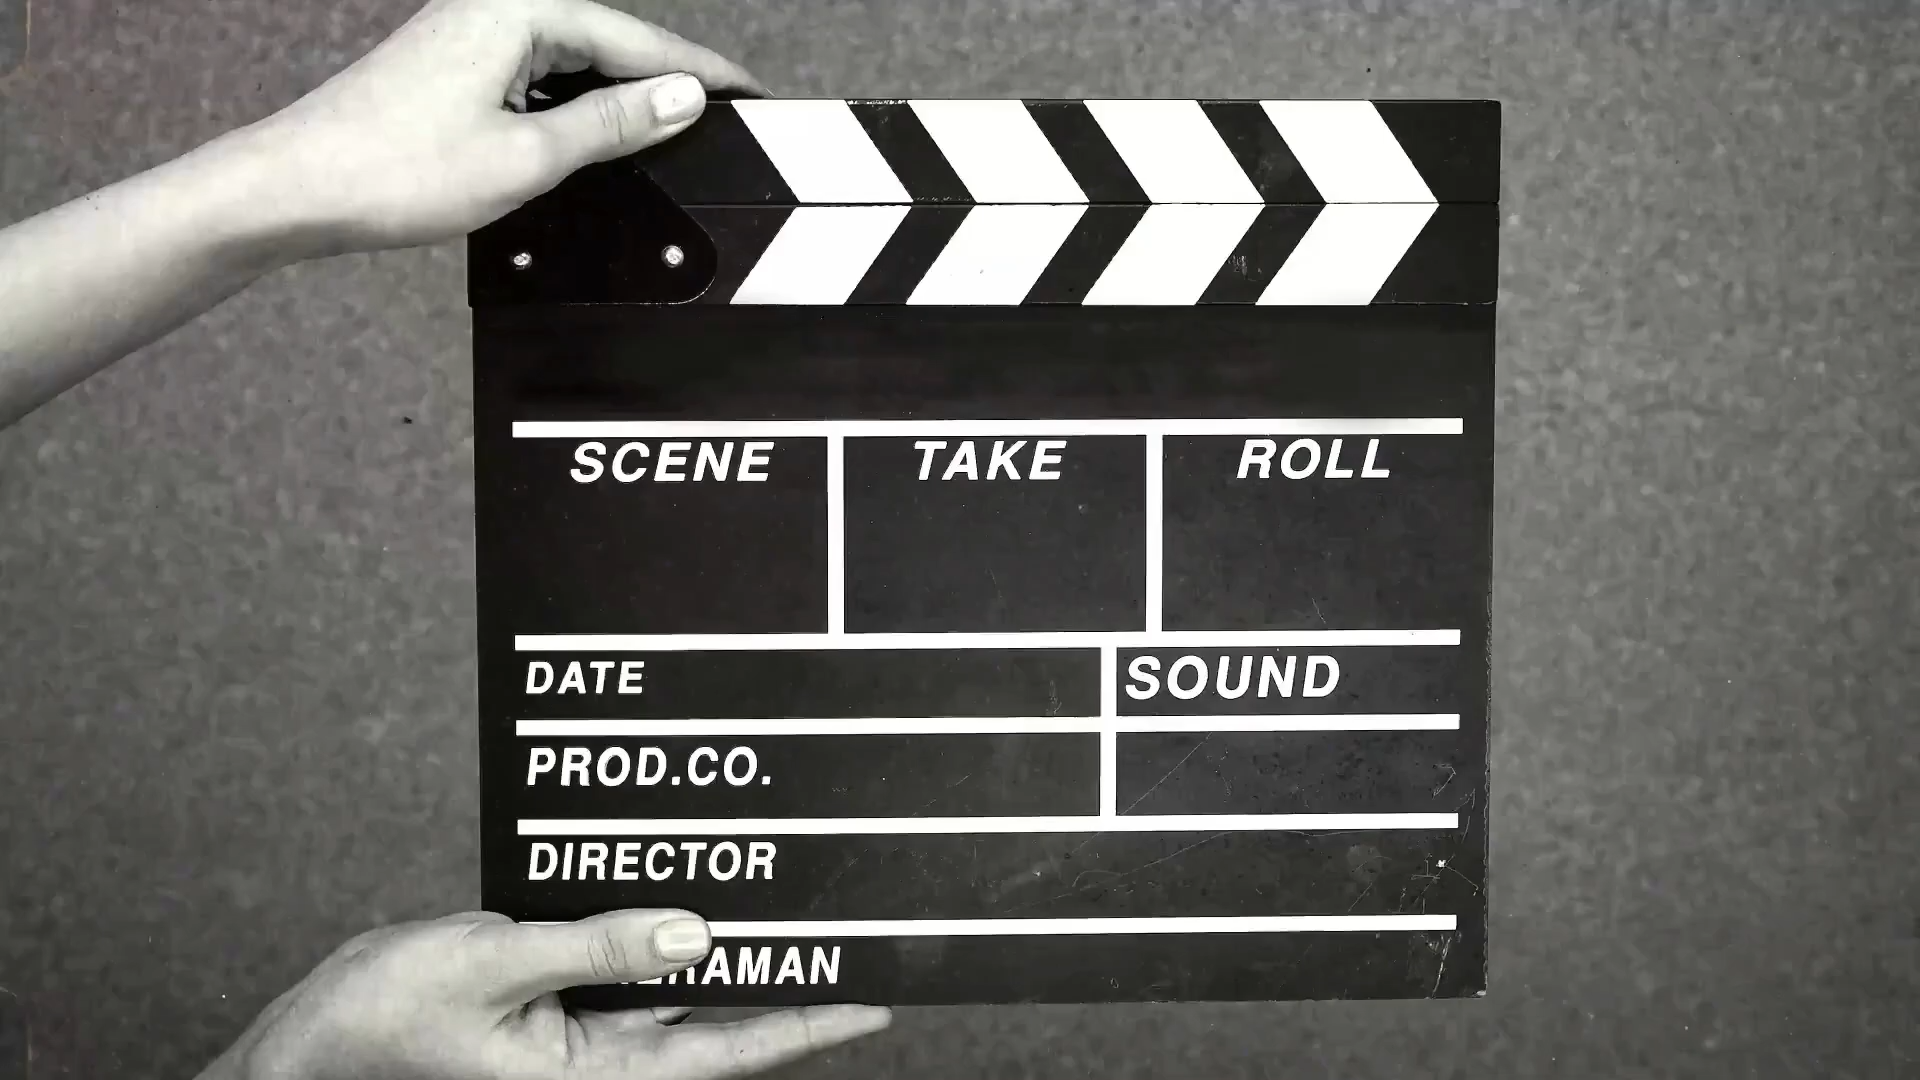 SCENE TAKE ROLL
DATE SOUND
PROD.CO.
DIRECTOR